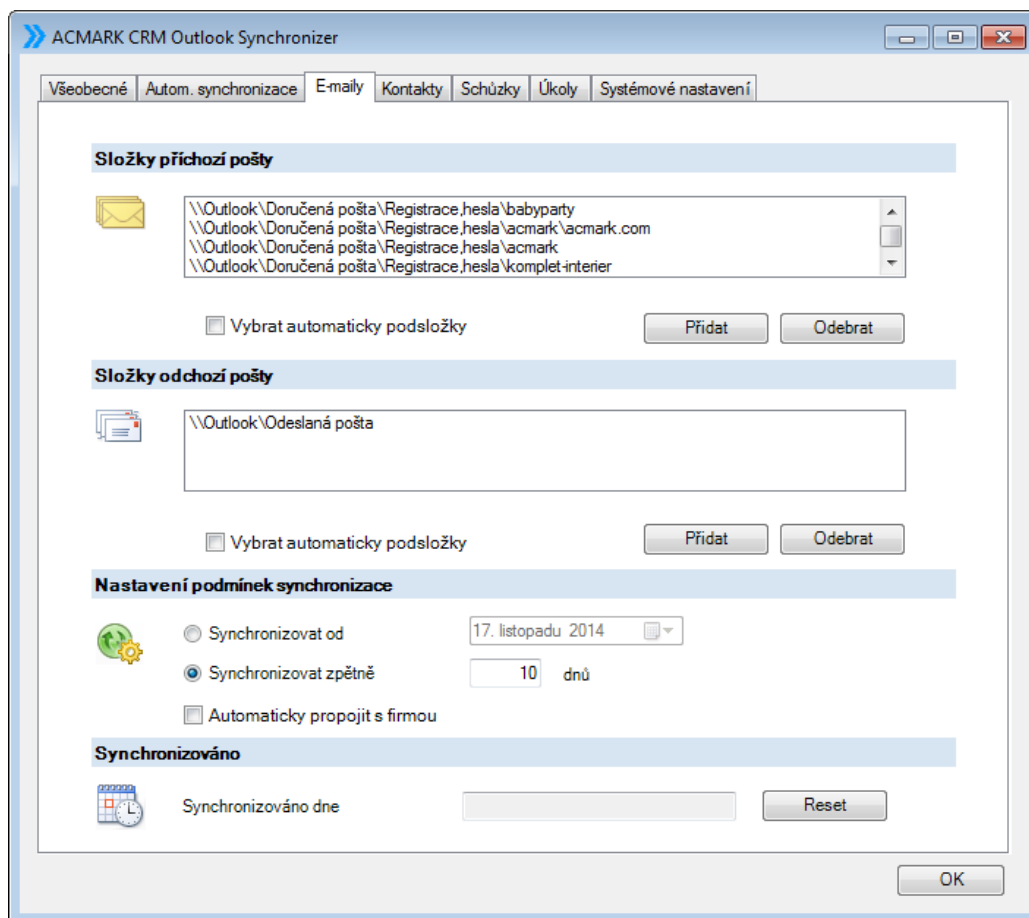 ACMARK CRM Outlook Synchronizer
Všeobecné Autom. synchronizace E-maily Kontakty Schůzky Úkoly Systémové nastavení
Složky příchozí pošty
\\Outlook\Doručená pošta\Registrace,hesla\babyparty
\\Outlook\Doručená pošta\Registrace,hesla\acmark\acmark.com
\\Outlook\Doručená pošta\Registrace,hesla\acmark
\\Outlook\Doručená pošta\Registrace,hesla\komplet-interier
Vybrat automaticky podsložky Přidat Odebrat
Složky odchozí pošty
\\Outlook\Odeslaná pošta
Vybrat automaticky podsložky Přidat Odebrat
Nastavení podmínek synchronizace
Synchronizovat od 17. listopadu 2014
Synchronizovat zpětně 10 dnů
Automaticky propojit s firmou
Synchronizováno
Synchronizováno dne Reset
OK